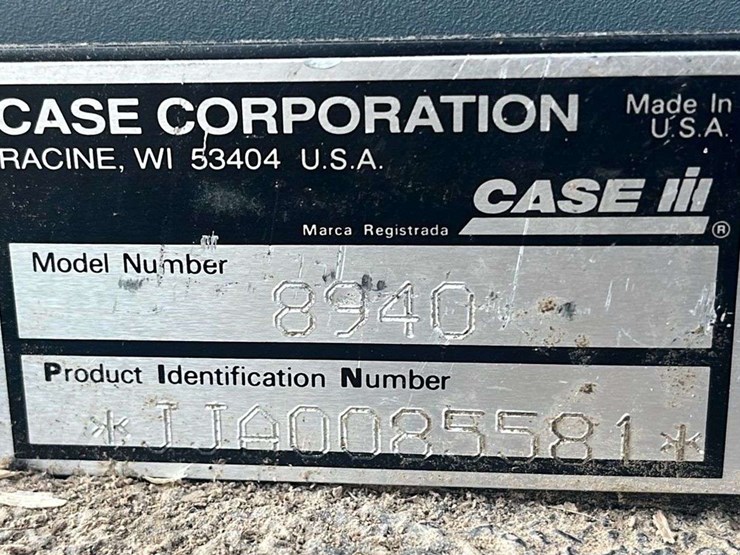 CASE CORPORATION
RACINE, WI 53404 U.S.A.
Made In
U.S.A.
CASE IH
Marca Registrada ®
Model Number
8940
Product Identification Number
*JJA0085581*